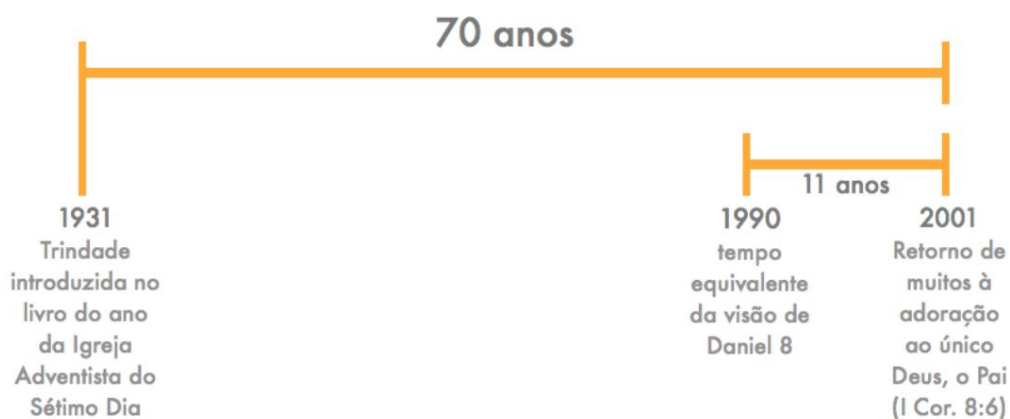 70 anos
11 anos
1931
Trindade
introduzida no
livro do ano
da Igreja
Adventista do
Sétimo Dia
1990
tempo
equivalente
da visão de
Daniel 8
2001
Retorno de
muitos à
adoração
ao único
Deus, o Pai
(I Cor. 8:6)